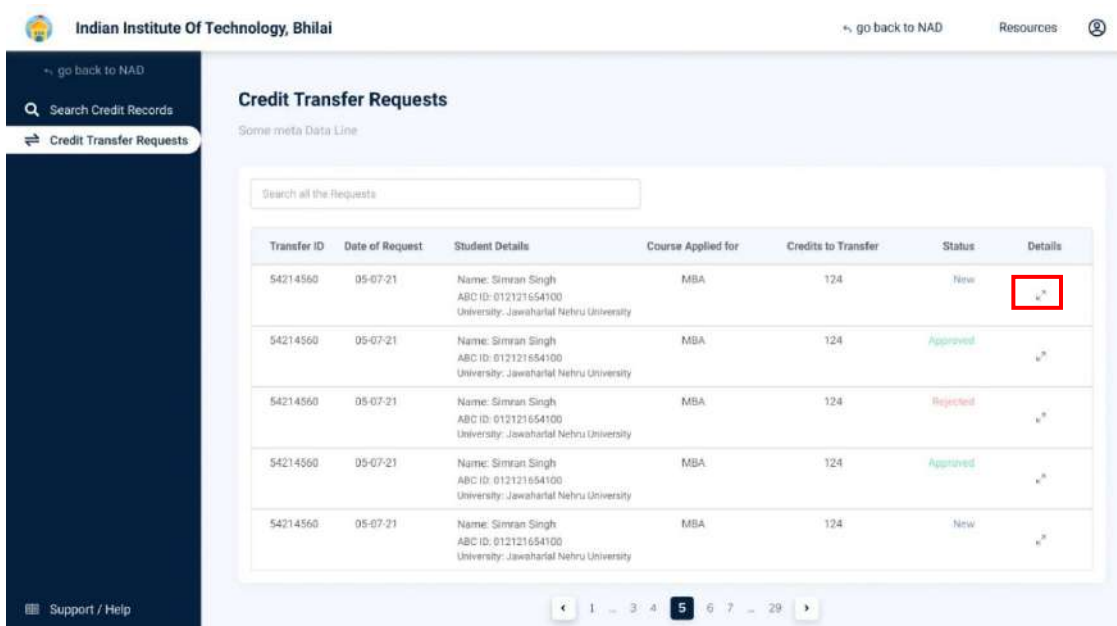 Indian Institute Of Technology, Bhilai
go back to NAD
Resources
go back to NAD
Search Credit Records
Credit Transfer Requests
Credit Transfer Requests
Some meta Data Line
Search all the Requests
Transfer ID Date of Request Student Details Course Applied for Credits to Transfer Status Details
54214560 05-07-21 Name: Simran Singh MBA 124 New
ABC ID: 012121654100
University: Jawaharlal Nehru University
54214560 05-07-21 Name: Simran Singh MBA 124 Approved
ABC ID: 012121654100
University: Jawaharlal Nehru University
54214560 05-07-21 Name: Simran Singh MBA 124 Rejected
ABC ID: 012121654100
University: Jawaharlal Nehru University
54214560 05-07-21 Name: Simran Singh MBA 124 Approved
ABC ID: 012121654100
University: Jawaharlal Nehru University
54214560 05-07-21 Name: Simran Singh MBA 124 New
ABC ID: 012121654100
University: Jawaharlal Nehru University
1 ... 3 4 5 6 7 ... 29
Support / Help